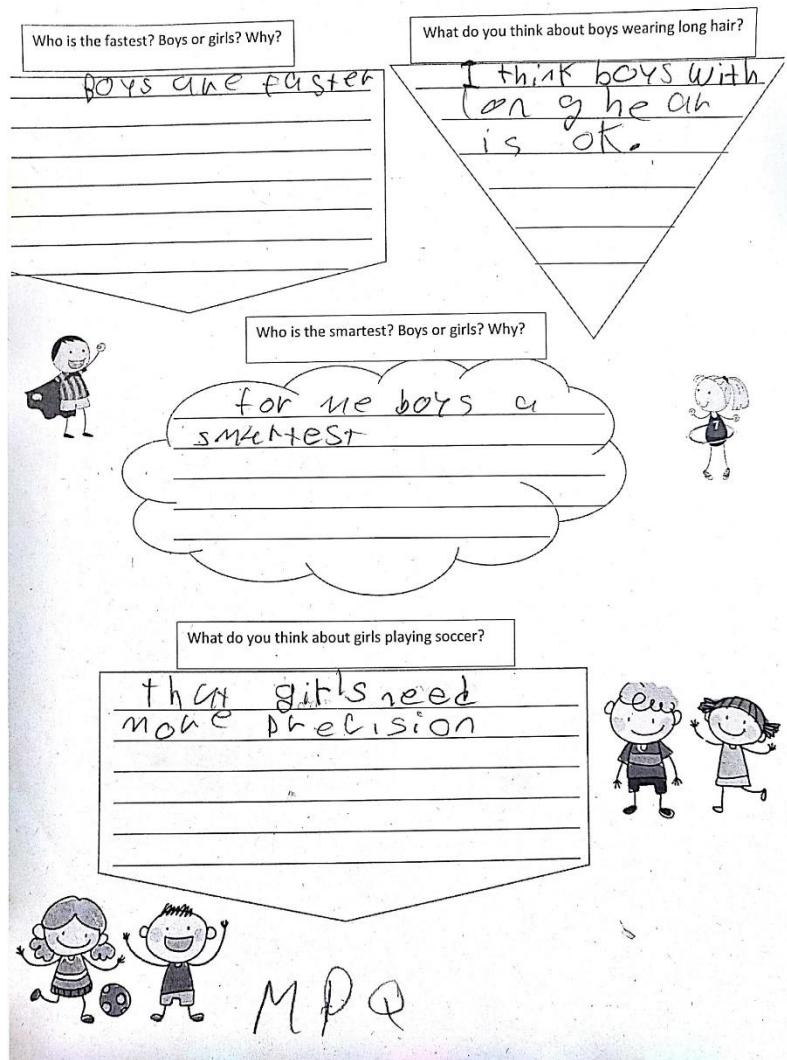 Who is the fastest? Boys or girls? Why?
Boys are faster
What do you think about boys wearing long hair?
I think boys with
long hear
is ok.
Who is the smartest? Boys or girls? Why?
for me boys a
smartest
What do you think about girls playing soccer?
that girls need
more precision
MPQ